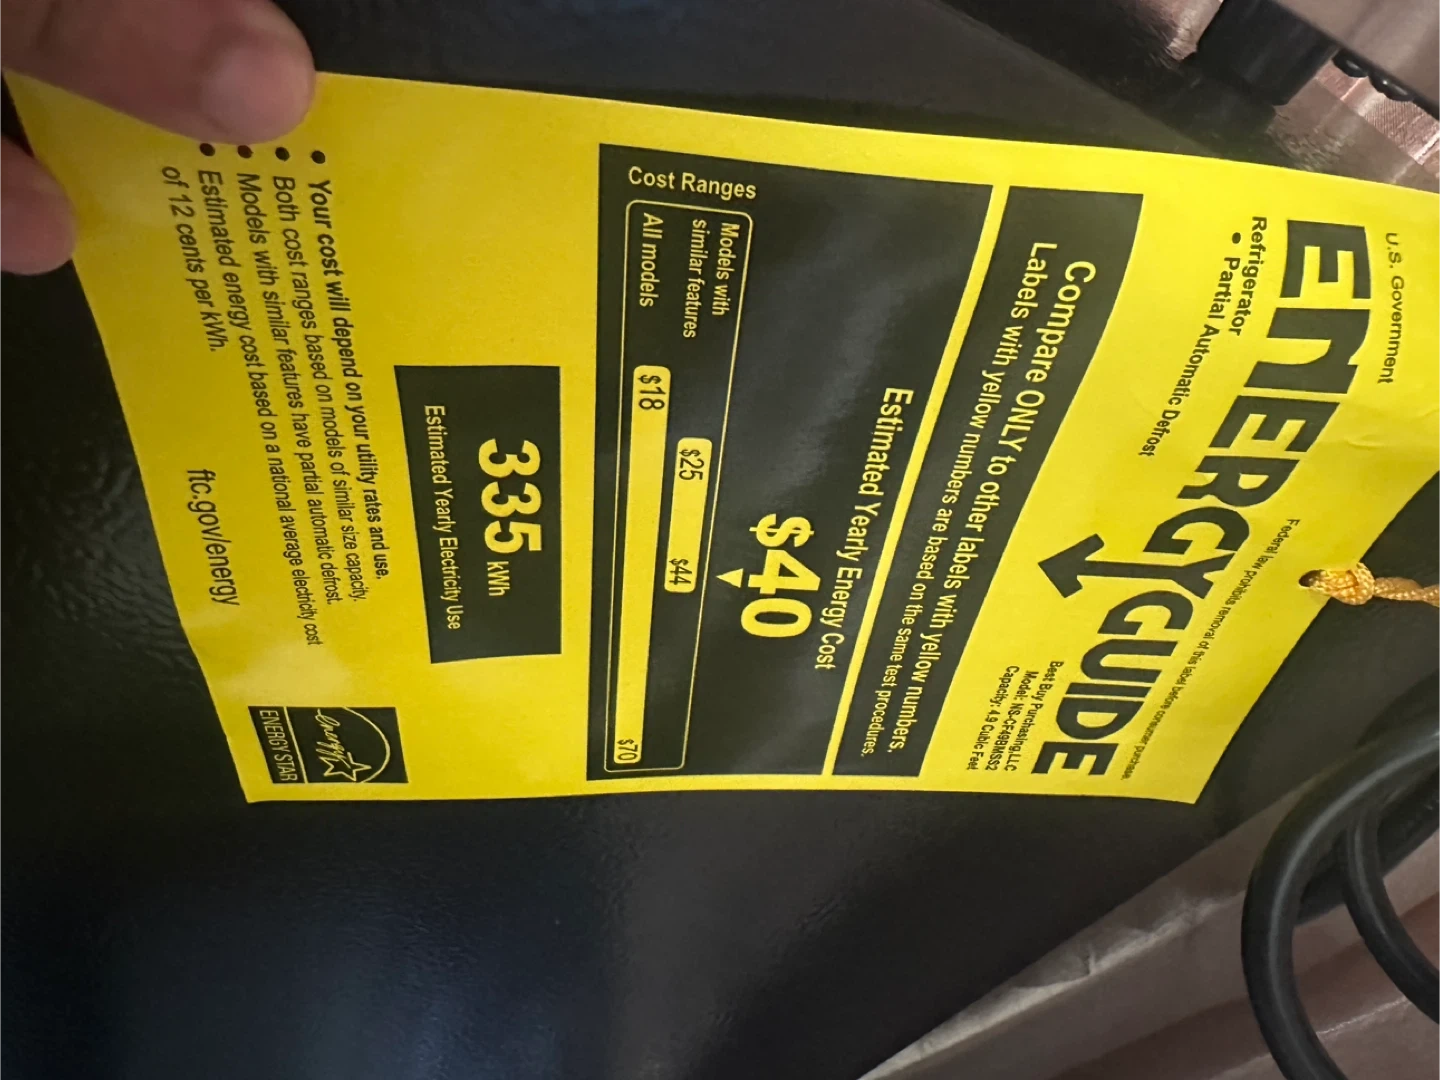 U.S. Government
Federal law prohibits removal of this label before consumer purchase.
ENERGYGUIDE
Refrigerator
• Partial Automatic Defrost
Best Buy Purchasing,LLC
Model: NS-CF49BMSS2
Capacity: 4.9 Cubic Feet
Compare ONLY to other labels with yellow numbers.
Labels with yellow numbers are based on the same test procedures.
Estimated Yearly Energy Cost
$40
Cost Ranges
Models with
similar features
$25
$44
All models
$18
$70
335 kWh
Estimated Yearly Electricity Use
• Your cost will depend on your utility rates and use.
• Both cost ranges based on models of similar size capacity.
• Models with similar features have partial automatic defrost.
• Estimated energy cost based on a national average electricity cost
of 12 cents per kWh.
ftc.gov/energy
energy
ENERGY STAR